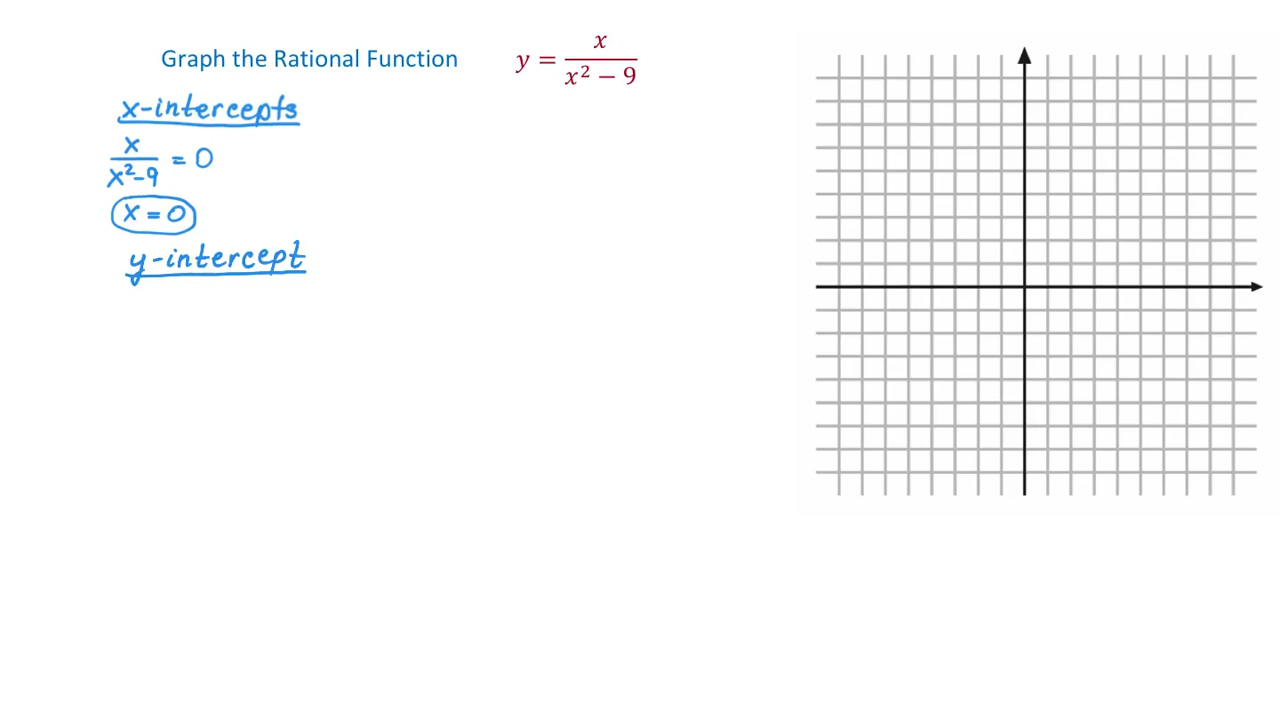 Graph the Rational Function y = x / (x² − 9)
x-intercepts
x / (x²-9) = 0
x = 0
y-intercept